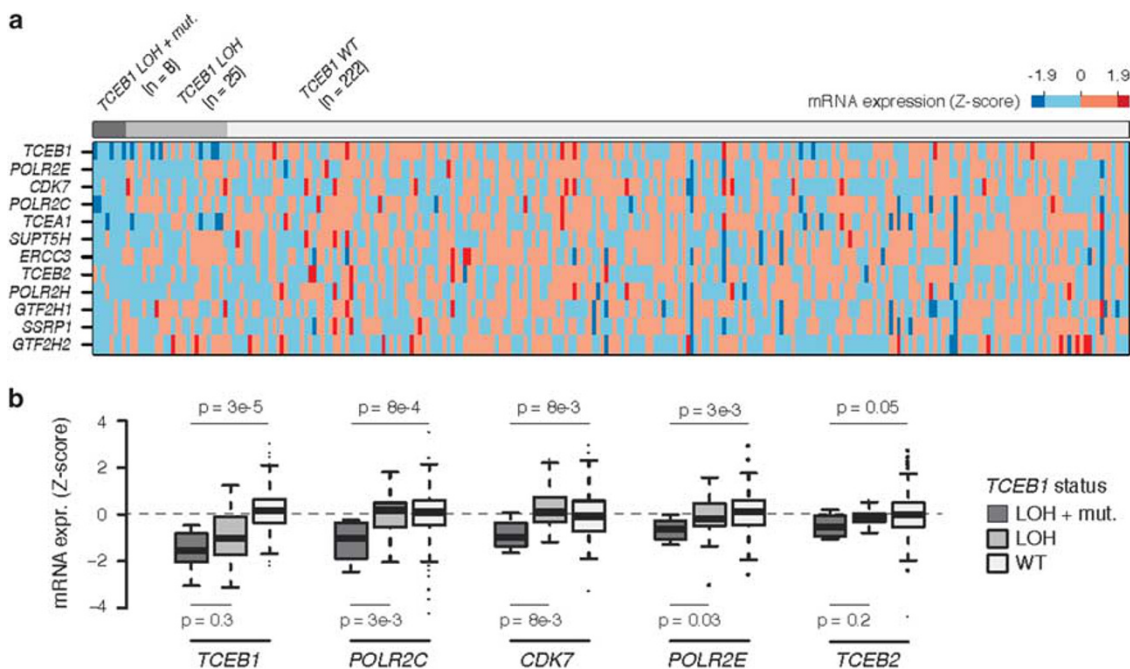 a
TCEB1 LOH + mut.
(n = 8)
TCEB1 LOH
(n = 25)
TCEB1 WT
(n = 222)
-1.9 0 1.9
mRNA expression (Z-score)
TCEB1
POLR2E
CDK7
POLR2C
TCEA1
SUPT5H
ERCC3
TCEB2
POLR2H
GTF2H1
SSRP1
GTF2H2
b
mRNA expr. (Z-score)
4
2
0
−2
−4
p = 3e-5 p = 8e-4 p = 8e-3 p = 3e-3 p = 0.05
TCEB1 status
LOH + mut.
LOH
WT
p = 0.3 p = 3e-3 p = 8e-3 p = 0.03 p = 0.2
TCEB1 POLR2C CDK7 POLR2E TCEB2